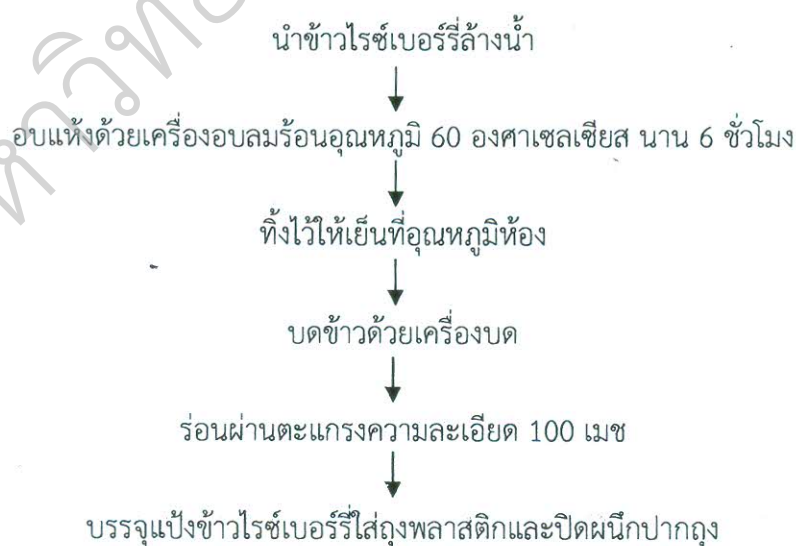 นำข้าวไรซ์เบอร์รี่ล้างน้ำ
อบแห้งด้วยเครื่องอบลมร้อนอุณหภูมิ 60 องศาเซลเซียส นาน 6 ชั่วโมง
ทิ้งไว้ให้เย็นที่อุณหภูมิห้อง
บดข้าวด้วยเครื่องบด
ร่อนผ่านตะแกรงความละเอียด 100 เมช
บรรจุแป้งข้าวไรซ์เบอร์รี่ใส่ถุงพลาสติกและปิดผนึกปากถุง